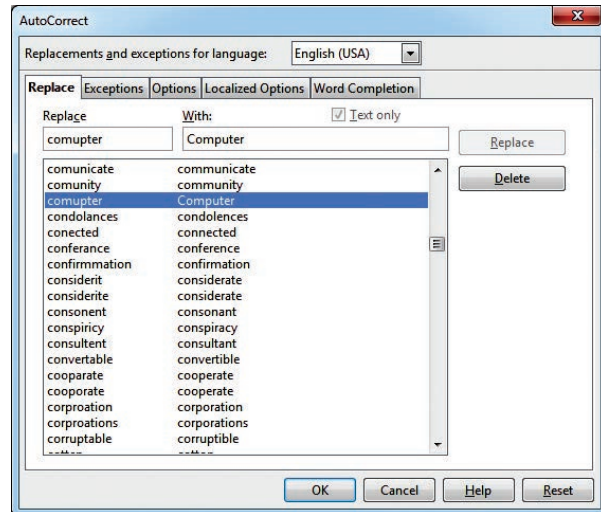 AutoCorrect
Replacements and exceptions for language: English (USA)
Replace Exceptions Options Localized Options Word Completion
Replace With: Text only
comupter Computer Replace
Delete
comunicate communicate
comunity community
comupter Computer
condolances condolences
conected connected
conferance conference
confirmmation confirmation
considerit considerate
considerite considerate
consonent consonant
conspiricy conspiracy
consultent consultant
convertable convertible
cooparate cooperate
cooporate cooperate
corproation corporation
corproations corporations
corruptable corruptible
OK Cancel Help Reset